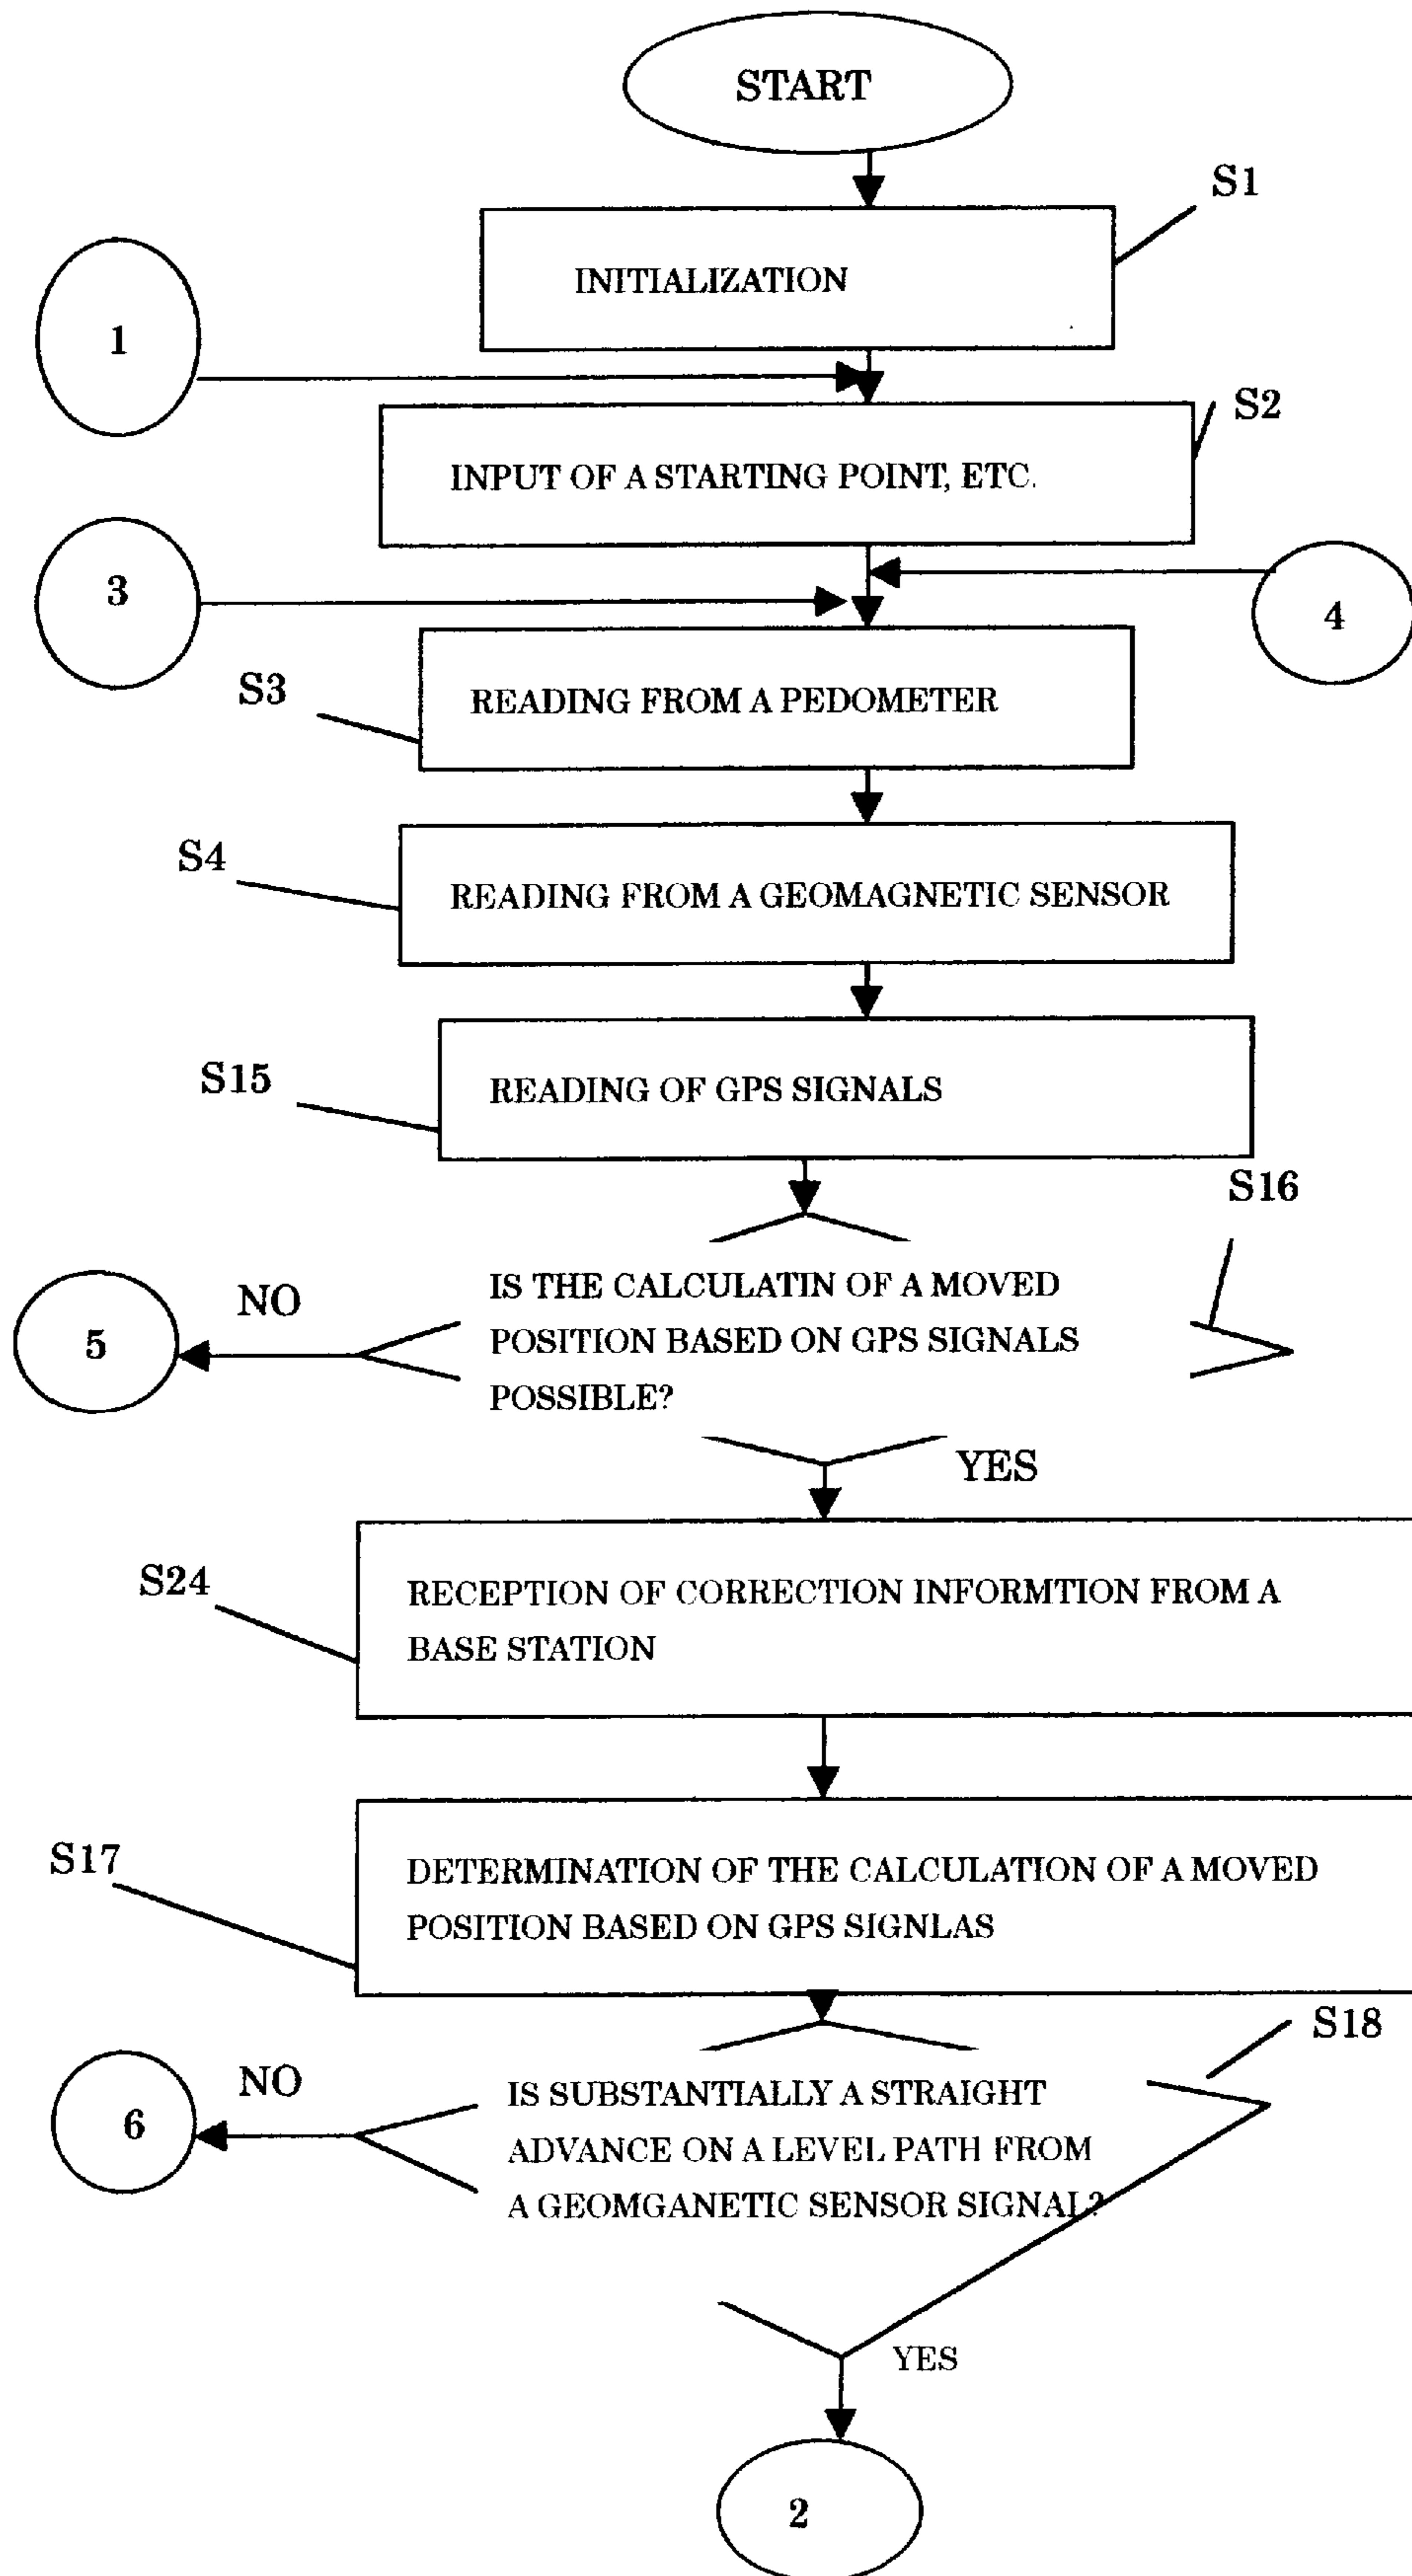 START
S1
INITIALIZATION
1
S2
INPUT OF A STARTING POINT, ETC.
3
4
S3
READING FROM A PEDOMETER
S4
READING FROM A GEOMAGNETIC SENSOR
S15
READING OF GPS SIGNALS
S16
IS THE CALCULATIN OF A MOVED
POSITION BASED ON GPS SIGNALS
POSSIBLE?
NO
5
YES
S24
RECEPTION OF CORRECTION INFORMTION FROM A
BASE STATION
S17
DETERMINATION OF THE CALCULATION OF A MOVED
POSITION BASED ON GPS SIGNLAS
S18
IS SUBSTANTIALLY A STRAIGHT
ADVANCE ON A LEVEL PATH FROM
A GEOMGANETIC SENSOR SIGNAL?
NO
6
YES
2